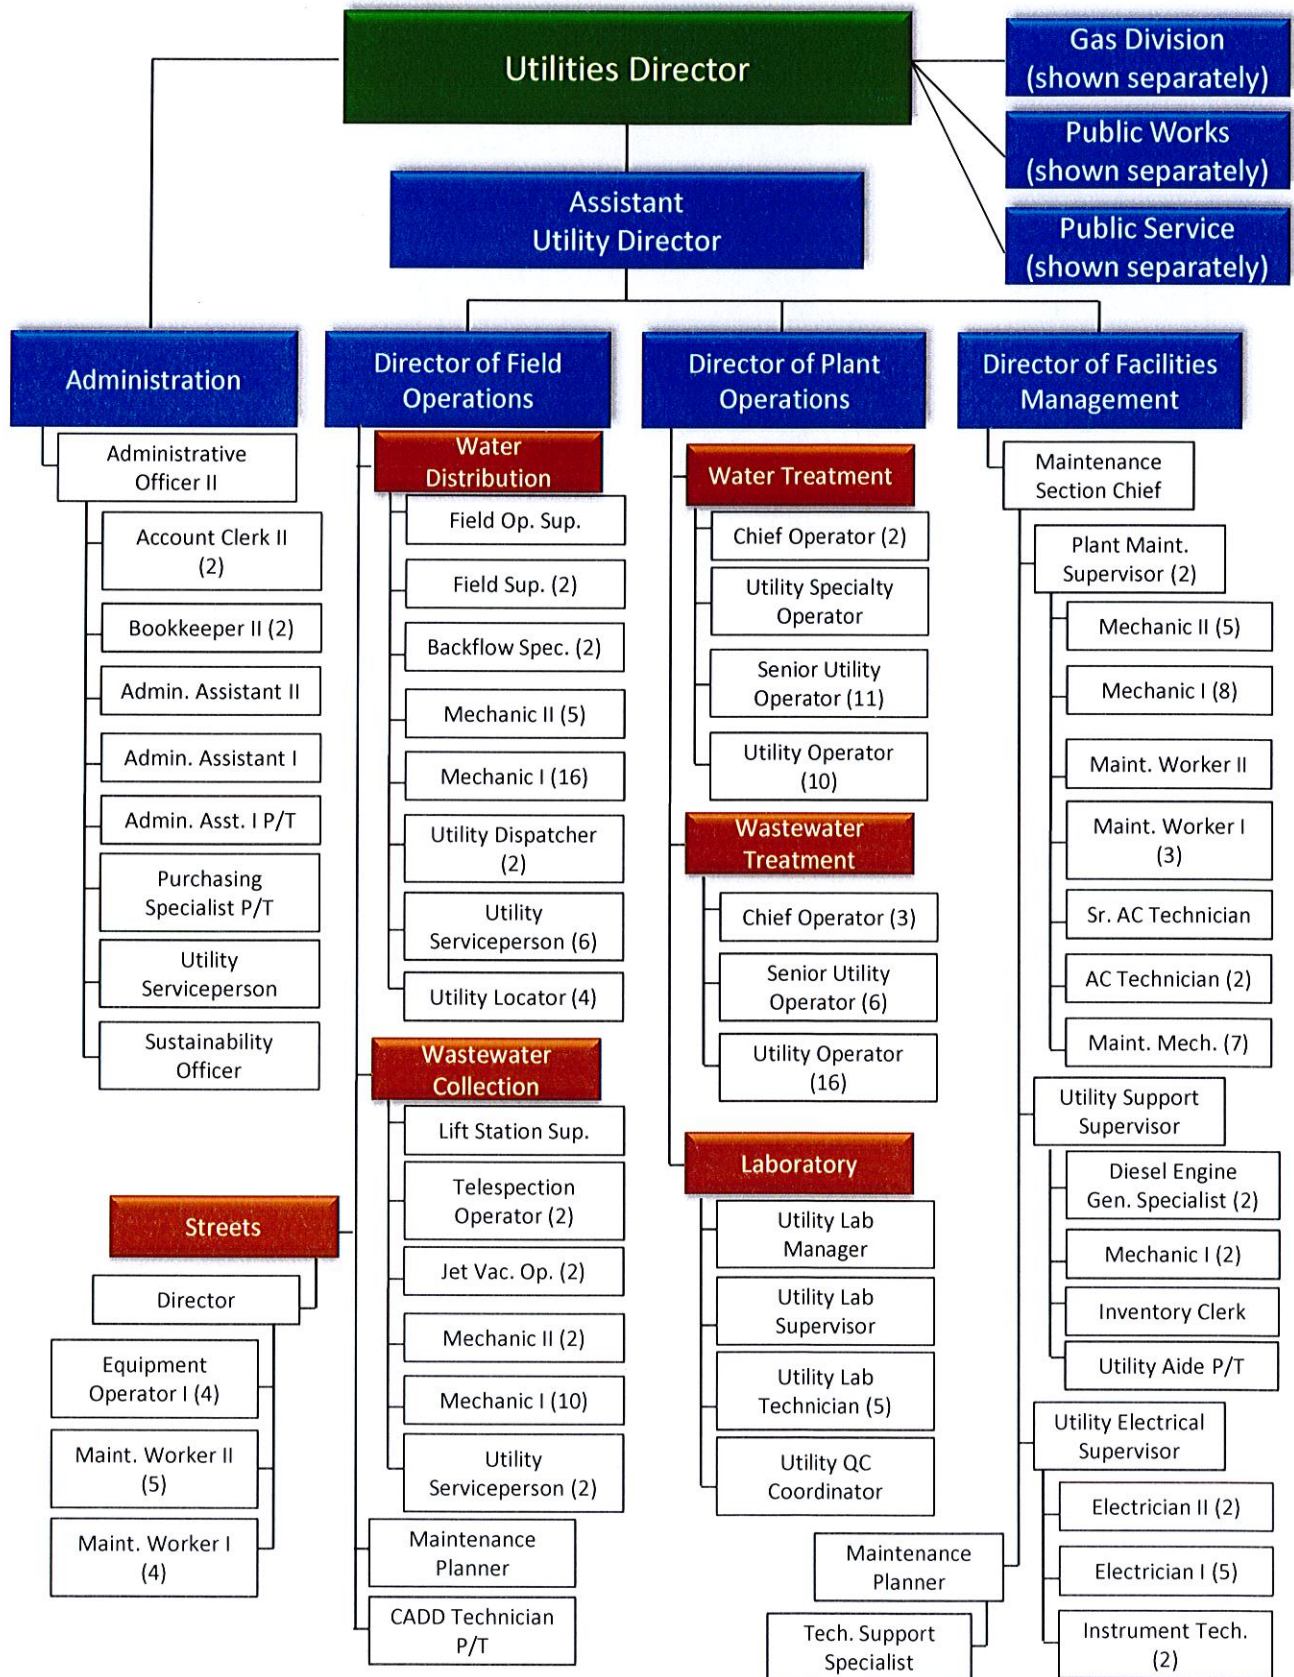 Utilities Director
Gas Division
(shown separately)
Public Works
(shown separately)
Public Service
(shown separately)
Assistant
Utility Director
Administration
Administrative
Officer II
Account Clerk II
(2)
Bookkeeper II (2)
Admin. Assistant II
Admin. Assistant I
Admin. Asst. I P/T
Purchasing
Specialist P/T
Utility
Serviceperson
Sustainability
Officer
Director of Field
Operations
Water
Distribution
Field Op. Sup.
Field Sup. (2)
Backflow Spec. (2)
Mechanic II (5)
Mechanic I (16)
Utility Dispatcher
(2)
Utility
Serviceperson (6)
Utility Locator (4)
Wastewater
Collection
Lift Station Sup.
Telespection
Operator (2)
Jet Vac. Op. (2)
Mechanic II (2)
Mechanic I (10)
Utility
Serviceperson (2)
Streets
Director
Equipment
Operator I (4)
Maint. Worker II
(5)
Maint. Worker I
(4)
Maintenance
Planner
CADD Technician
P/T
Director of Plant
Operations
Water Treatment
Chief Operator (2)
Utility Specialty
Operator
Senior Utility
Operator (11)
Utility Operator
(10)
Wastewater
Treatment
Chief Operator (3)
Senior Utility
Operator (6)
Utility Operator
(16)
Laboratory
Utility Lab
Manager
Utility Lab
Supervisor
Utility Lab
Technician (5)
Utility QC
Coordinator
Director of Facilities
Management
Maintenance
Section Chief
Plant Maint.
Supervisor (2)
Mechanic II (5)
Mechanic I (8)
Maint. Worker II
Maint. Worker I
(3)
Sr. AC Technician
AC Technician (2)
Maint. Mech. (7)
Utility Support
Supervisor
Diesel Engine
Gen. Specialist (2)
Mechanic I (2)
Inventory Clerk
Utility Aide P/T
Utility Electrical
Supervisor
Electrician II (2)
Electrician I (5)
Instrument Tech.
(2)
Maintenance
Planner
Tech. Support
Specialist